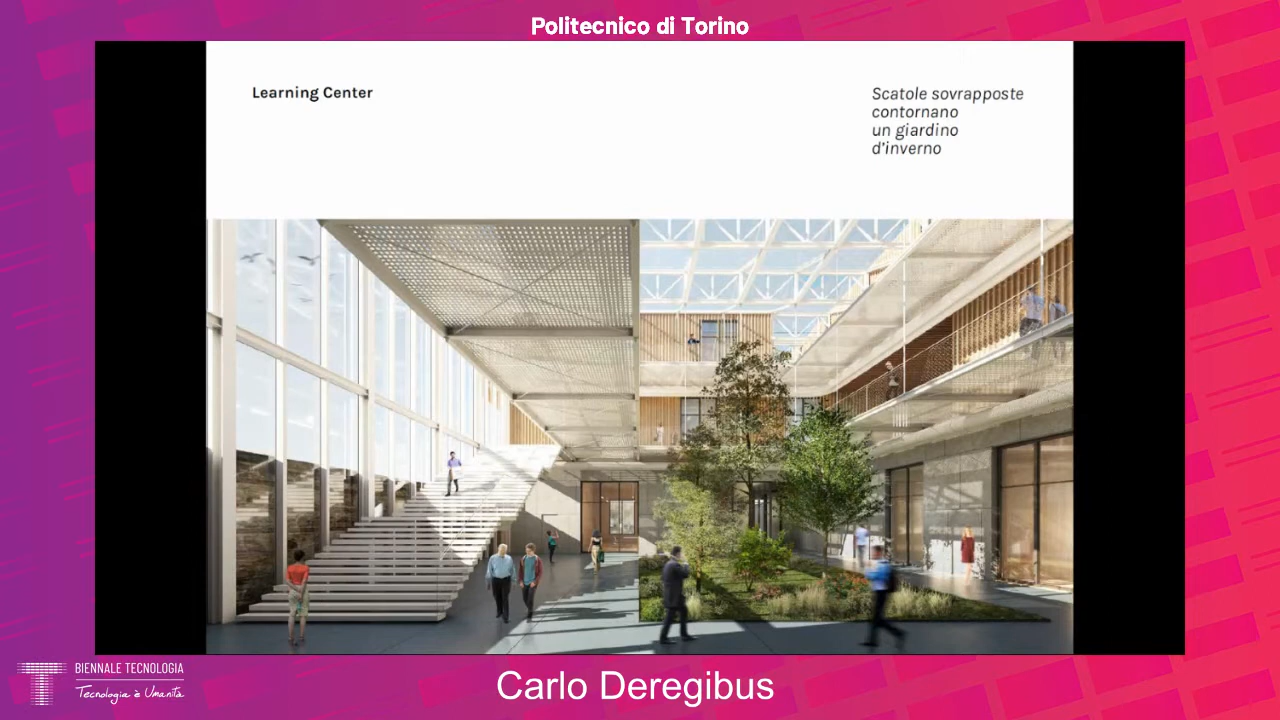 Politecnico di Torino
Learning Center
Scatole sovrapposte
contornano
un giardino
d'inverno
BIENNALE TECNOLOGIA
Tecnologia è Umanità
Carlo Deregibus